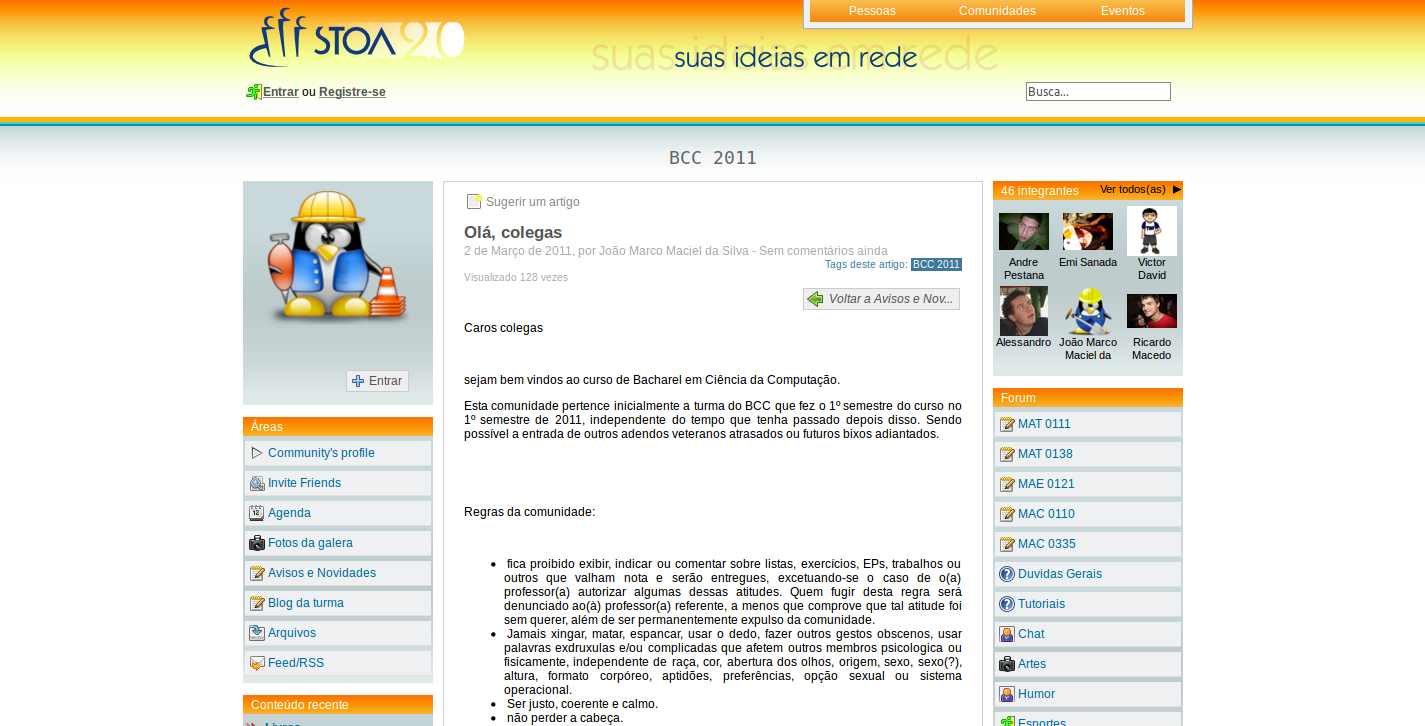 Pessoas Comunidades Eventos
STOA 2.0
suas ideias em rede
suas ideias em rede
Entrar ou Registre-se
Busca...
BCC 2011
Entrar
Áreas
Community's profile
Invite Friends
Agenda
Fotos da galera
Avisos e Novidades
Blog da turma
Arquivos
Feed/RSS
Conteúdo recente
Sugerir um artigo
Olá, colegas
2 de Março de 2011, por João Marco Maciel da Silva - Sem comentários ainda
Tags deste artigo: BCC 2011
Visualizado 128 vezes
Voltar a Avisos e Nov...
Caros colegas
sejam bem vindos ao curso de Bacharel em Ciência da Computação.
Esta comunidade pertence inicialmente a turma do BCC que fez o 1º semestre do curso no
1º semestre de 2011, independente do tempo que tenha passado depois disso. Sendo
possível a entrada de outros adendos veteranos atrasados ou futuros bixos adiantados.
Regras da comunidade:
• fica proibido exibir, indicar ou comentar sobre listas, exercícios, EPs, trabalhos ou
outros que valham nota e serão entregues, excetuando-se o caso de o(a)
professor(a) autorizar algumas dessas atitudes. Quem fugir desta regra será
denunciado ao(à) professor(a) referente, a menos que comprove que tal atitude foi
sem querer, além de ser permanentemente expulso da comunidade.
• Jamais xingar, matar, espancar, usar o dedo, fazer outros gestos obscenos, usar
palavras exdruxulas e/ou complicadas que afetem outros membros psicologica ou
fisicamente, independente de raça, cor, abertura dos olhos, origem, sexo, sexo(?),
altura, formato corpóreo, aptidões, preferências, opção sexual ou sistema
operacional.
• Ser justo, coerente e calmo.
• não perder a cabeça.
46 integrantes Ver todos(as)
Andre
Pestana
Emi Sanada
Victor
David
Alessandro
João Marco
Maciel da
Ricardo
Macedo
Forum
MAT 0111
MAT 0138
MAE 0121
MAC 0110
MAC 0335
Duvidas Gerais
Tutoriais
Chat
Artes
Humor
Esportes